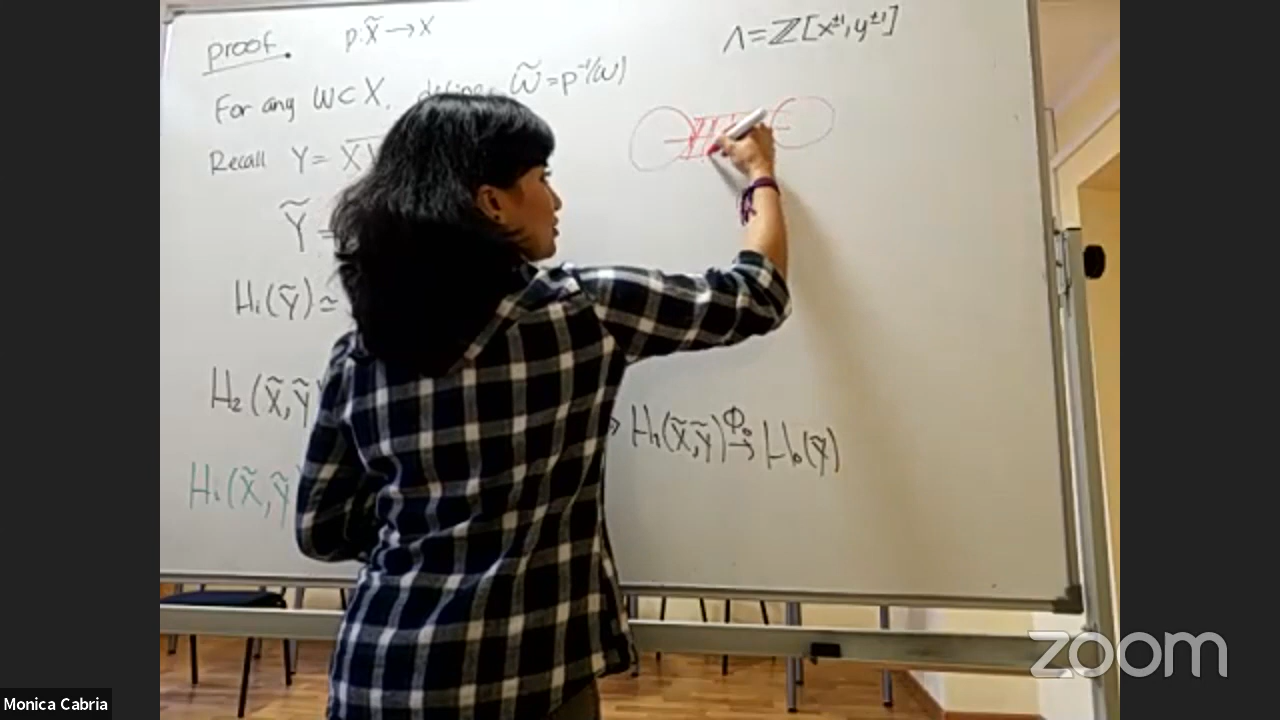 proof. p: X̃ → X Λ = ℤ[x^{±1}, y^{±1}]
For any W ⊂ X, define W̃ = p⁻¹(W)
Recall Y =
Ỹ =
H₁(Ỹ) ≃
H₂(X̃, Ỹ H₁(X̃, Ỹ) →^{Φ₀} H₀(Ỹ)
H₁(X̃, Ỹ
zoom
Monica Cabria